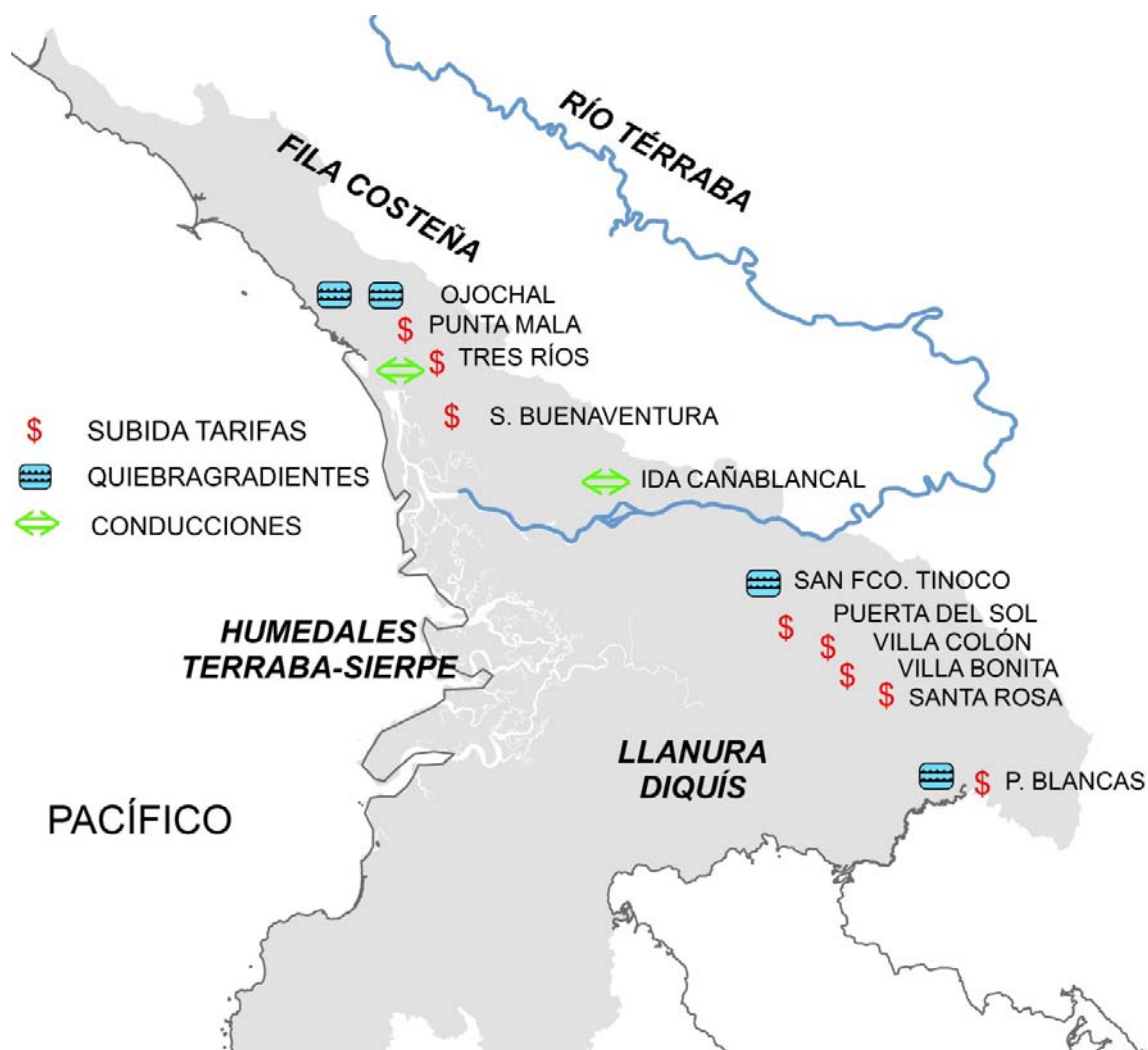 RÍO TÉRRABA
FILA COSTEÑA
OJOCHAL
$ PUNTA MALA
$ TRES RÍOS
$ S. BUENAVENTURA
$ SUBIDA TARIFAS
QUIEBRAGRADIENTES
CONDUCCIONES
IDA CAÑABLANCAL
SAN FCO. TINOCO
$ PUERTA DEL SOL
$ VILLA COLÓN
$ VILLA BONITA
$ SANTA ROSA
HUMEDALES
TERRABA-SIERPE
LLANURA
DIQUÍS
$ P. BLANCAS
PACÍFICO